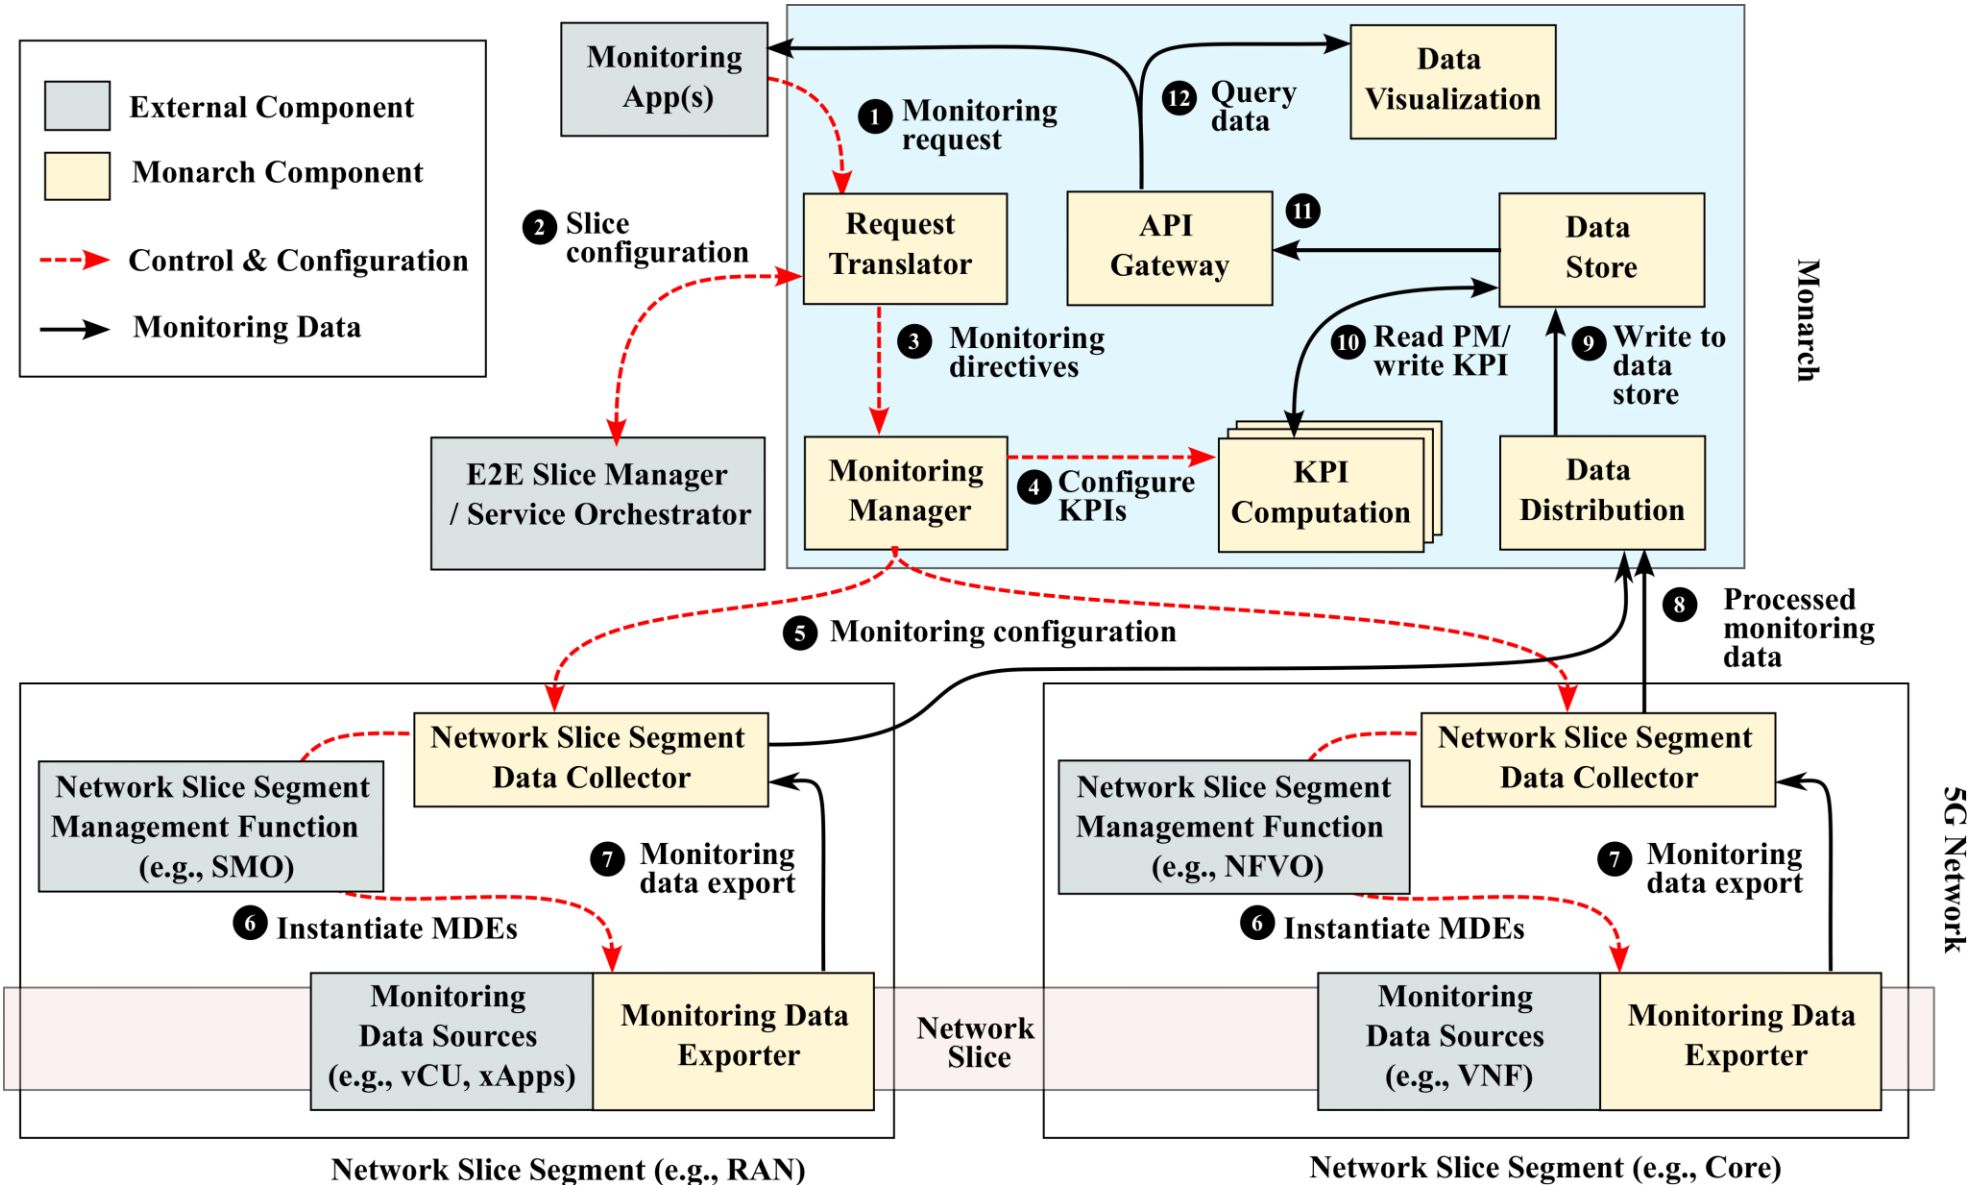 External Component
Monarch Component
Control & Configuration
Monitoring Data
Monitoring
App(s)
1 Monitoring
request
12 Query
data
Data
Visualization
2 Slice
configuration
Request
Translator
API
Gateway
11
Data
Store
Monarch
3 Monitoring
directives
10 Read PM/
write KPI
9 Write to
data
store
E2E Slice Manager
/ Service Orchestrator
Monitoring
Manager
4 Configure
KPIs
KPI
Computation
Data
Distribution
5 Monitoring configuration
8 Processed
monitoring
data
Network Slice Segment
Data Collector
Network Slice Segment
Management Function
(e.g., SMO)
7 Monitoring
data export
6 Instantiate MDEs
Monitoring
Data Sources
(e.g., vCU, xApps)
Monitoring Data
Exporter
Network
Slice
Network Slice Segment
Data Collector
Network Slice Segment
Management Function
(e.g., NFVO)
7 Monitoring
data export
6 Instantiate MDEs
Monitoring
Data Sources
(e.g., VNF)
Monitoring Data
Exporter
5G Network
Network Slice Segment (e.g., RAN)
Network Slice Segment (e.g., Core)